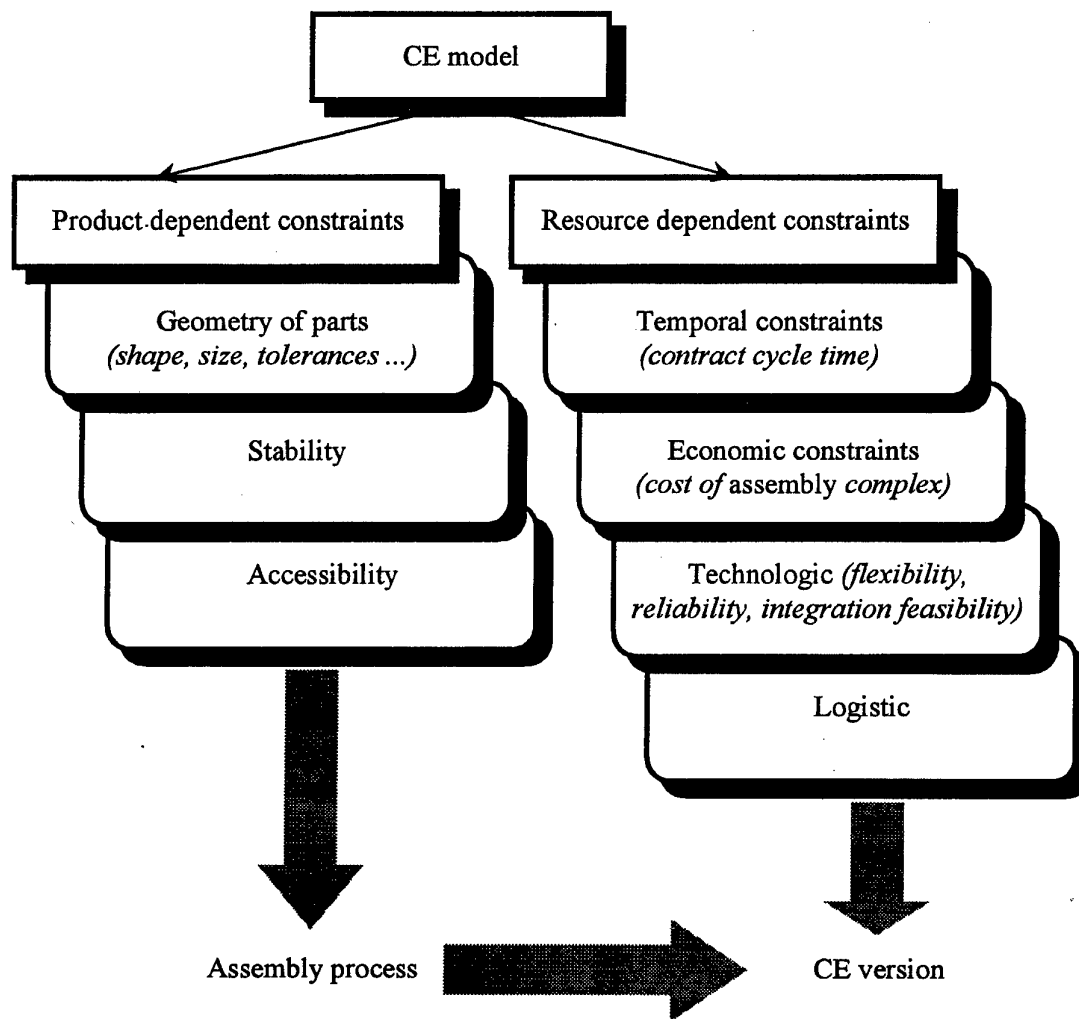 CE model
Product dependent constraints
Geometry of parts
(shape, size, tolerances ...)
Stability
Accessibility
Assembly process
Resource dependent constraints
Temporal constraints
(contract cycle time)
Economic constraints
(cost of assembly complex)
Technologic (flexibility,
reliability, integration feasibility)
Logistic
CE version